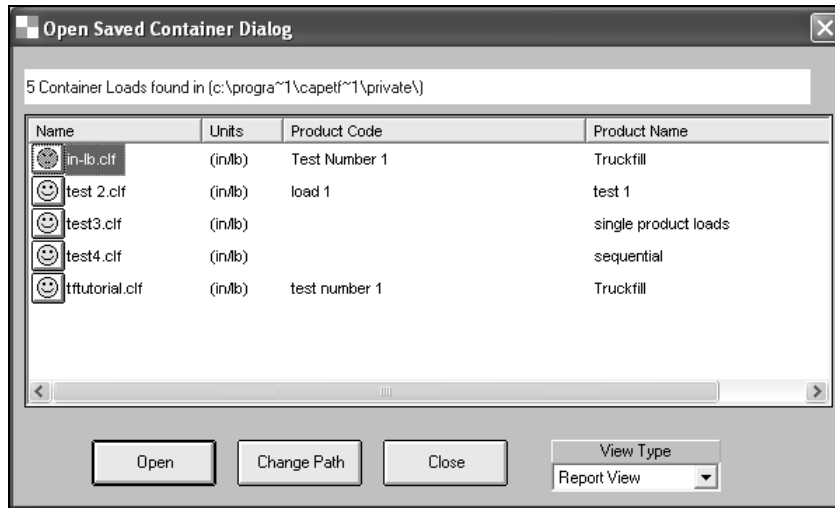 Open Saved Container Dialog
5 Container Loads found in (c:\progra~1\capetf~1\private\)
Name Units Product Code Product Name
in-lb.clf (in/lb) Test Number 1 Truckfill
test 2.clf (in/lb) load 1 test 1
test3.clf (in/lb) single product loads
test4.clf (in/lb) sequential
tftutorial.clf (in/lb) test number 1 Truckfill
Open Change Path Close View Type
Report View